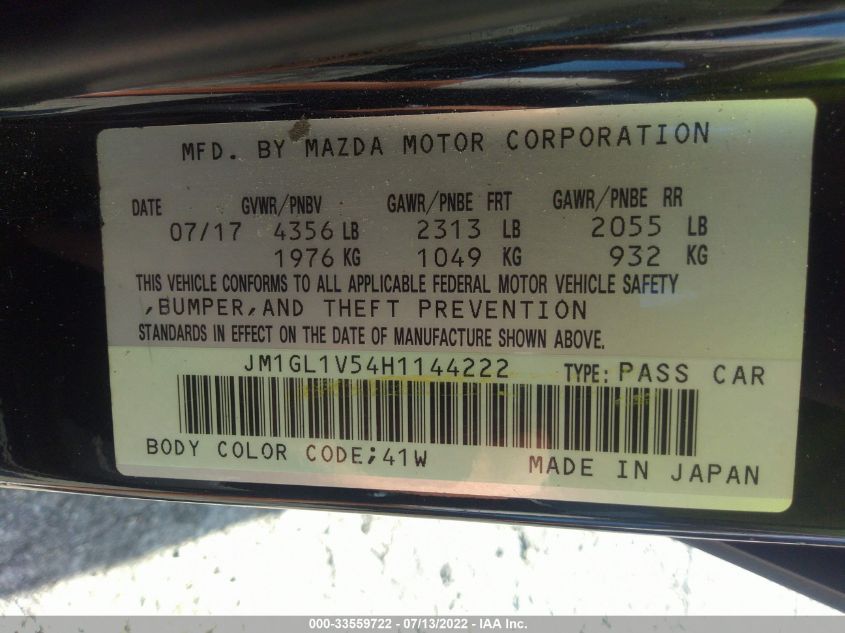 MFD. BY MAZDA MOTOR CORPORATION
DATE GVWR/PNBV GAWR/PNBE FRT GAWR/PNBE RR
07/17 4356 LB 2313 LB 2055 LB
1976 KG 1049 KG 932 KG
THIS VEHICLE CONFORMS TO ALL APPLICABLE FEDERAL MOTOR VEHICLE SAFETY
,BUMPER,AND THEFT PREVENTION
STANDARDS IN EFFECT ON THE DATE OF MANUFACTURE SHOWN ABOVE.
JM1GL1V54H1144222 TYPE: PASS CAR
BODY COLOR CODE;41W MADE IN JAPAN
000-33559722 - 07/13/2022 - IAA Inc.